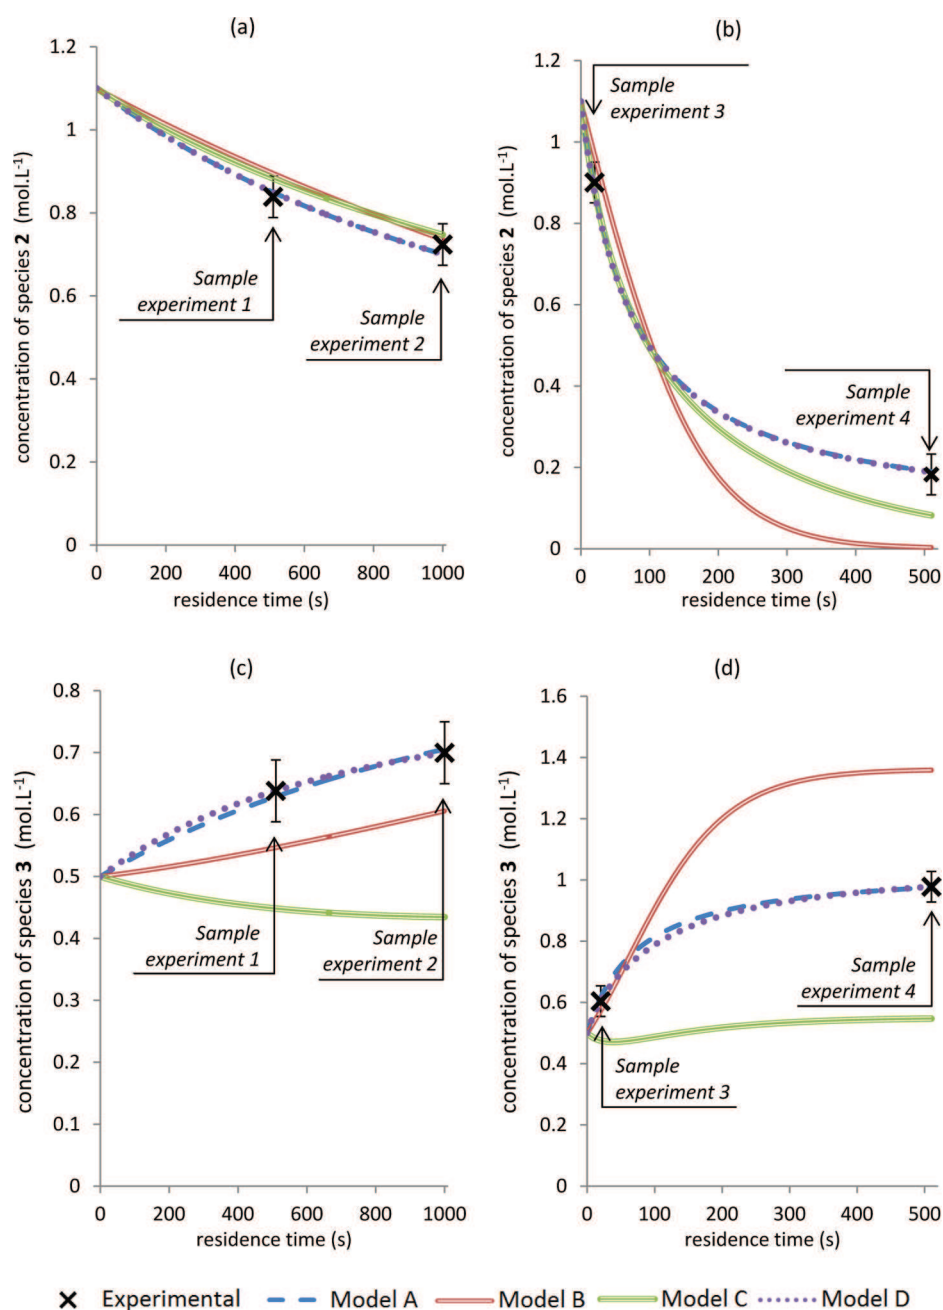 (a)
1.2
1
0.8
0.6
0.4
0.2
0
concentration of species 2 (mol.L-1)
Sample
experiment 1
Sample
experiment 2
0 200 400 600 800 1000
residence time (s)
(b)
1.2
1
0.8
0.6
0.4
0.2
0
concentration of species 2 (mol.L-1)
Sample
experiment 3
Sample
experiment 4
0 100 200 300 400 500
residence time (s)
(c)
0.8
0.7
0.6
0.5
0.4
0.3
0.2
0.1
0
concentration of species 3 (mol.L-1)
Sample
experiment 1
Sample
experiment 2
0 200 400 600 800 1000
residence time (s)
(d)
1.6
1.4
1.2
1
0.8
0.6
0.4
0.2
0
concentration of species 3 (mol.L-1)
Sample
experiment 4
Sample
experiment 3
0 100 200 300 400 500
residence time (s)
Experimental Model A Model B Model C Model D